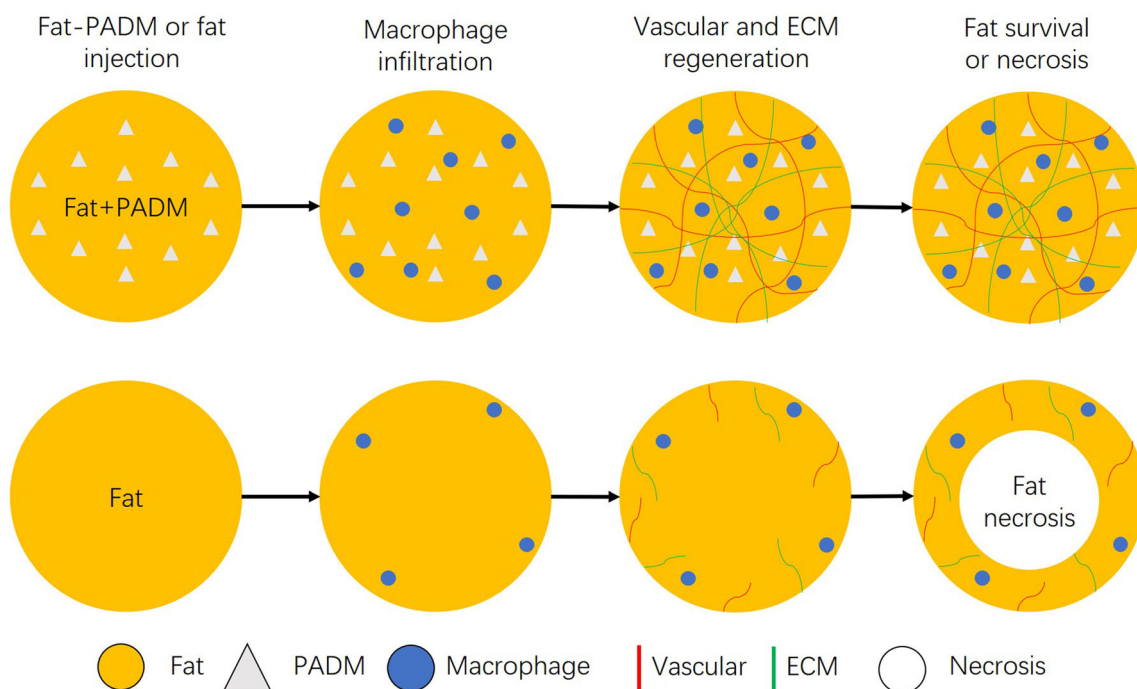 Fat-PADM or fat
injection
Macrophage
infiltration
Vascular and ECM
regeneration
Fat survival
or necrosis
Fat+PADM
Fat
Fat
necrosis
Fat
PADM
Macrophage
Vascular
ECM
Necrosis